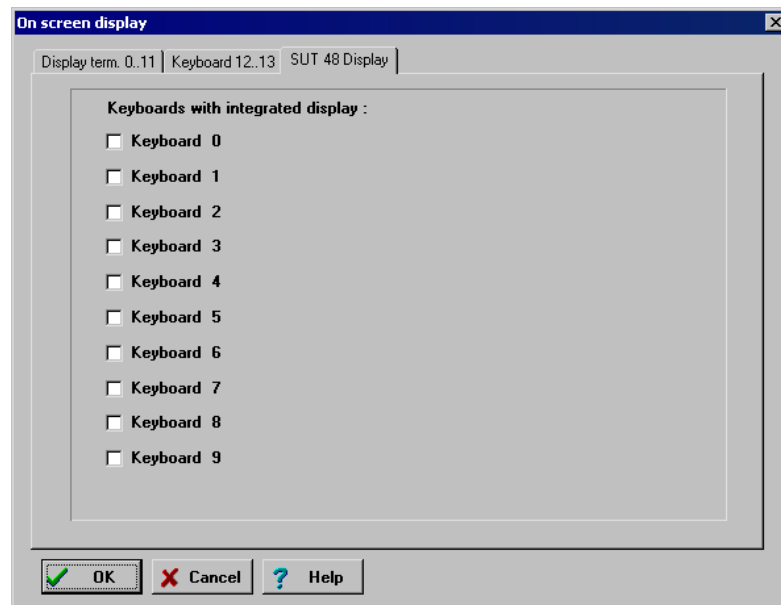 On screen display
Display term. 0..11 Keyboard 12..13 SUT 48 Display
Keyboards with integrated display :
Keyboard 0
Keyboard 1
Keyboard 2
Keyboard 3
Keyboard 4
Keyboard 5
Keyboard 6
Keyboard 7
Keyboard 8
Keyboard 9
OK Cancel Help